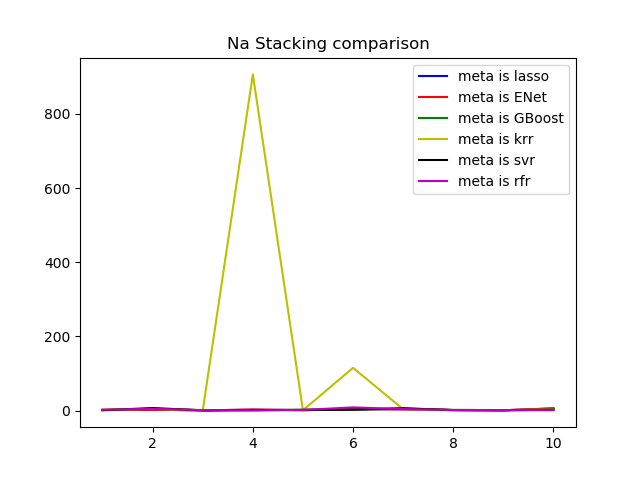 Na Stacking comparison
800
600
400
200
0
2
4
6
8
10
meta is lasso
meta is ENet
meta is GBoost
meta is krr
meta is svr
meta is rfr